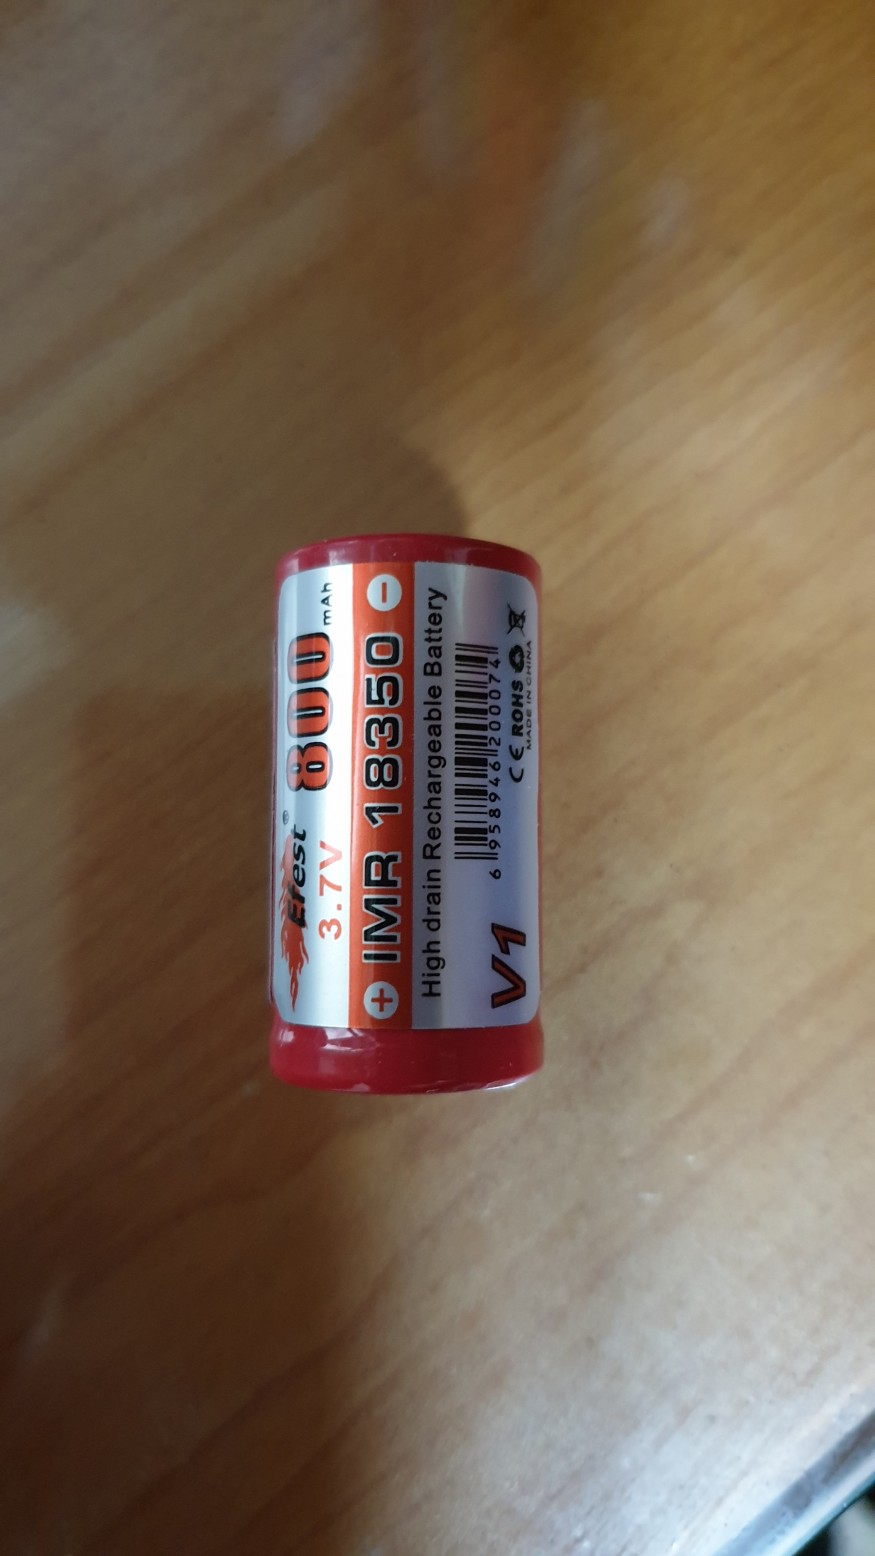 Efest® 800 mAh
3.7V
+ IMR 18350 −
High drain Rechargeable Battery
6 958946 200074
V1 CE ROHS
MADE IN CHINA